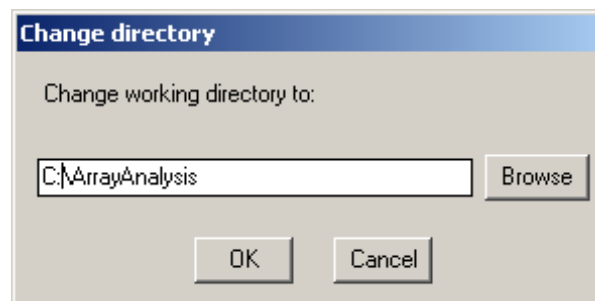 Change directory
Change working directory to:
C:\ArrayAnalysis
Browse
OK
Cancel